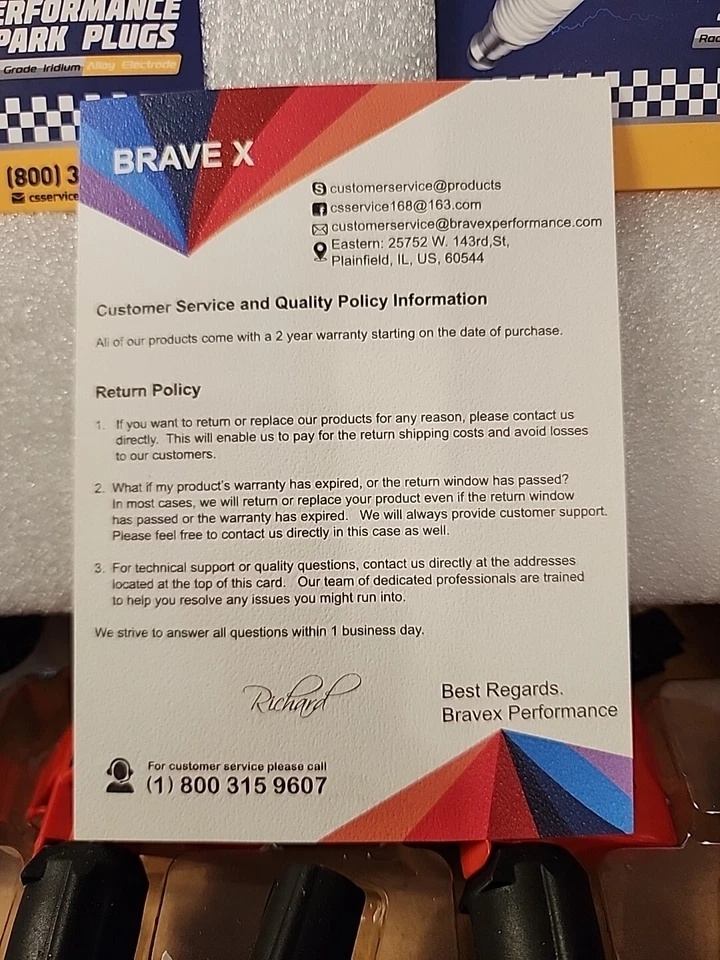 ERFORMANCE
PARK PLUGS
Grade Iridium Alloy Electrode
(800) 3
csservice
BRAVE X
customerservice@products
csservice168@163.com
customerservice@bravexperformance.com
Eastern: 25752 W. 143rd,St,
Plainfield, IL, US, 60544
Customer Service and Quality Policy Information
All of our products come with a 2 year warranty starting on the date of purchase.
Return Policy
1. If you want to return or replace our products for any reason, please contact us
directly. This will enable us to pay for the return shipping costs and avoid losses
to our customers.
2. What if my product's warranty has expired, or the return window has passed?
In most cases, we will return or replace your product even if the return window
has passed or the warranty has expired. We will always provide customer support.
Please feel free to contact us directly in this case as well.
3. For technical support or quality questions, contact us directly at the addresses
located at the top of this card. Our team of dedicated professionals are trained
to help you resolve any issues you might run into.
We strive to answer all questions within 1 business day.
Richard
Best Regards.
Bravex Performance
For customer service please call
(1) 800 315 9607